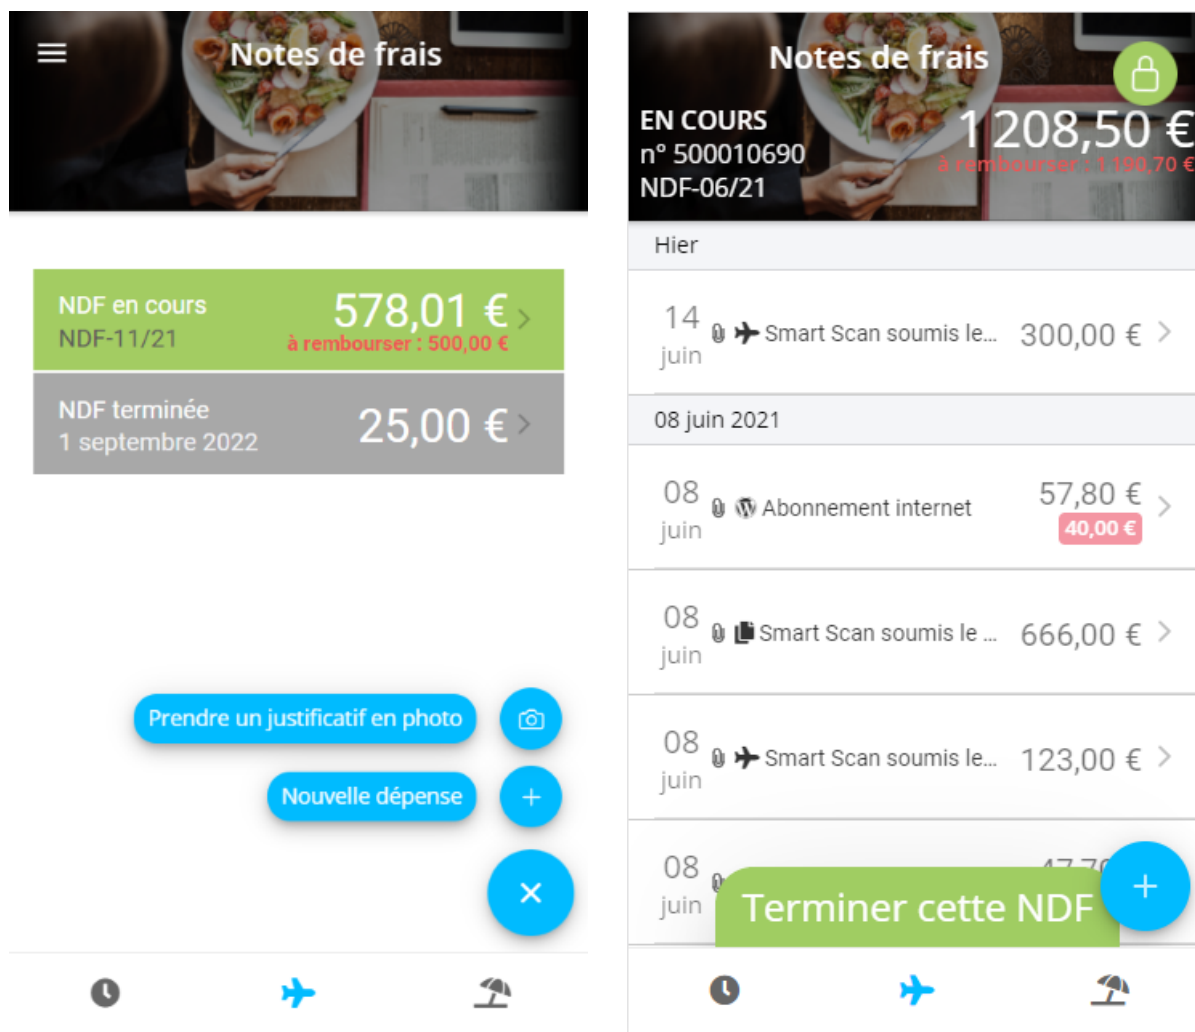 Notes de frais
NDF en cours
578,01 €
NDF-11/21
à rembourser : 500,00 €
NDF terminée
25,00 €
1 septembre 2022
Prendre un justificatif en photo
Nouvelle dépense
Notes de frais
EN COURS
1 208,50 €
n° 500010690
à rembourser : 1 190,70 €
NDF-06/21
Hier
14
juin
Smart Scan soumis le...
300,00 €
08 juin 2021
08
juin
Abonnement internet
57,80 €
40,00 €
08
juin
Smart Scan soumis le ...
666,00 €
08
juin
Smart Scan soumis le...
123,00 €
08
juin
Terminer cette NDF